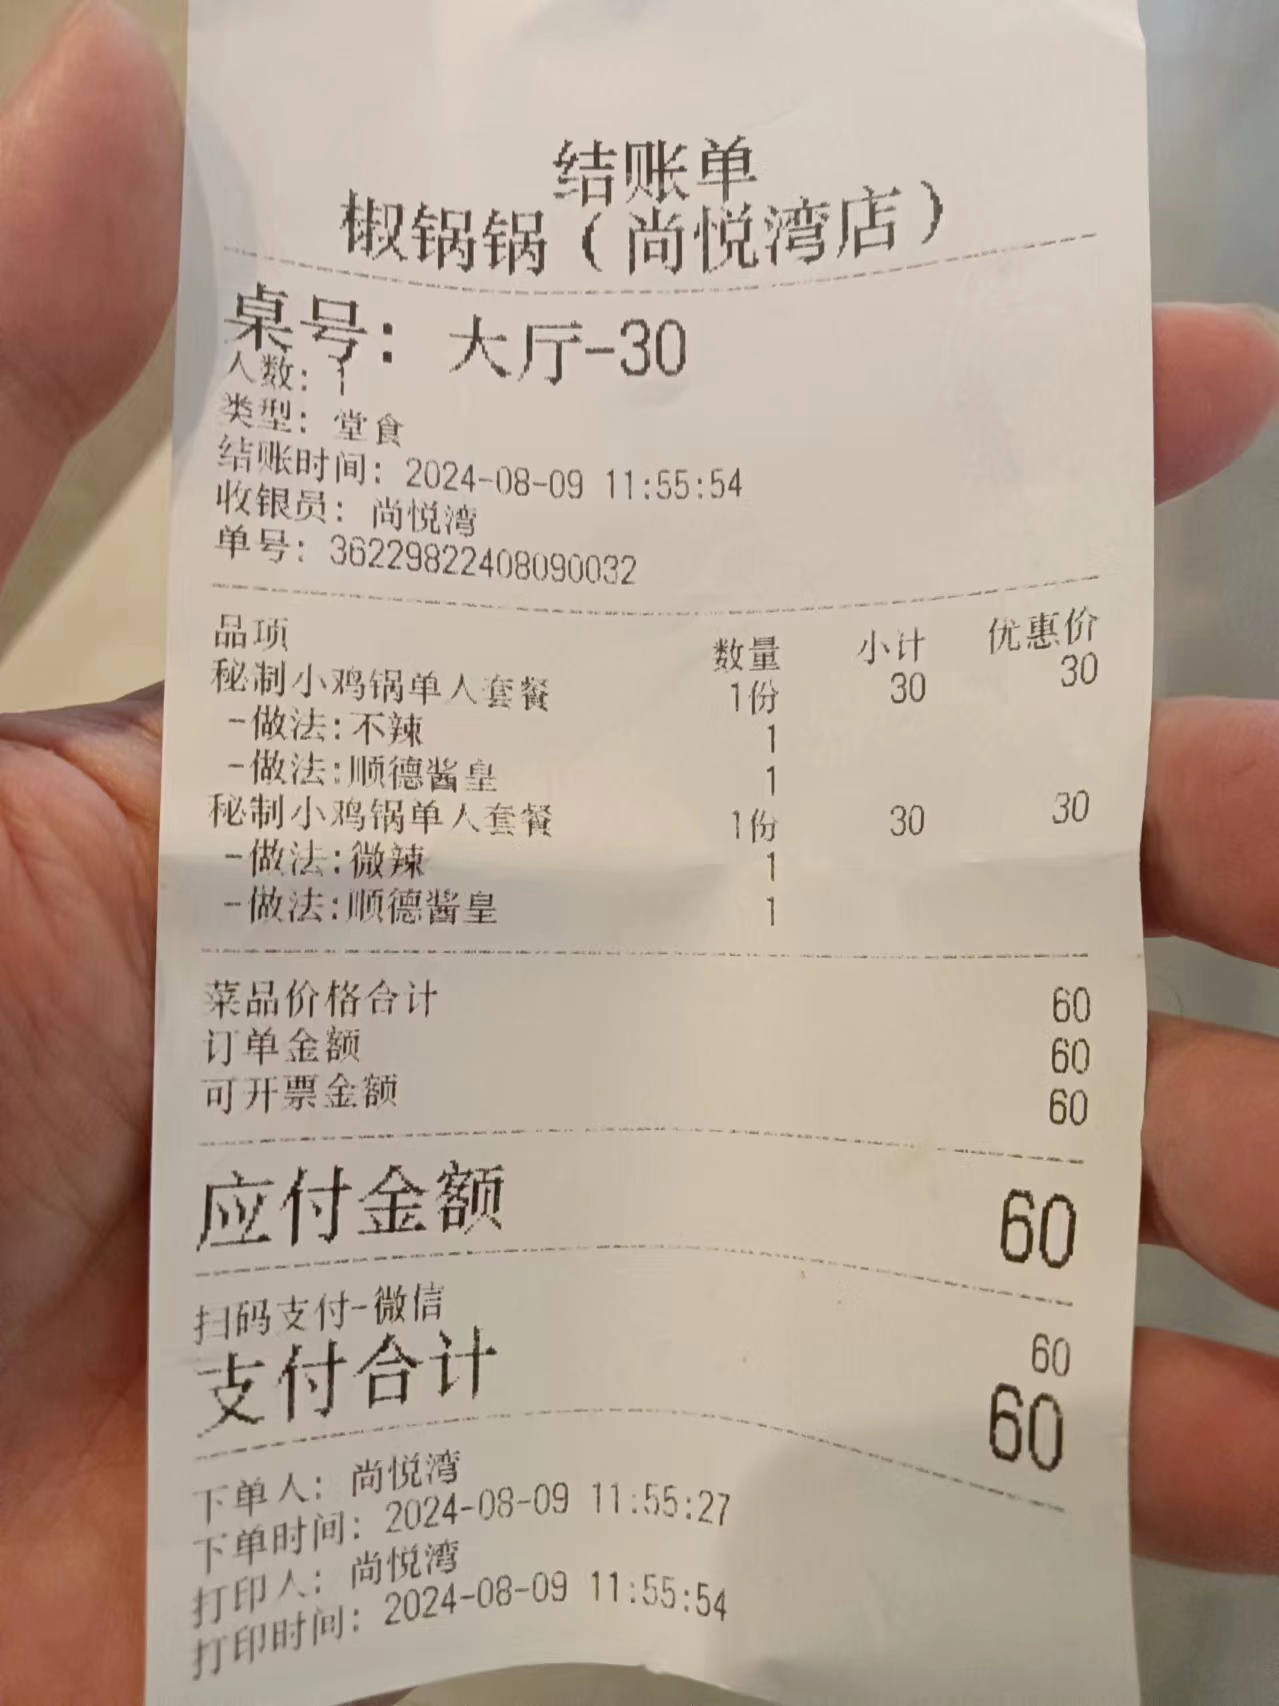 结账单
椒锅锅（尚悦湾店）
桌号：大厅-30
人数：1
类型：堂食
结账时间：2024-08-09 11:55:54
收银员：尚悦湾
单号：36229822408090032
品项 数量 小计 优惠价
秘制小鸡锅单人套餐 1份 30 30
-做法:不辣 1
-做法:顺德酱皇 1
秘制小鸡锅单人套餐 1份 30 30
-做法:微辣 1
-做法:顺德酱皇 1
菜品价格合计 60
订单金额 60
可开票金额 60
应付金额 60
扫码支付-微信 60
支付合计 60
下单人：尚悦湾
下单时间：2024-08-09 11:55:27
打印人：尚悦湾
打印时间：2024-08-09 11:55:54